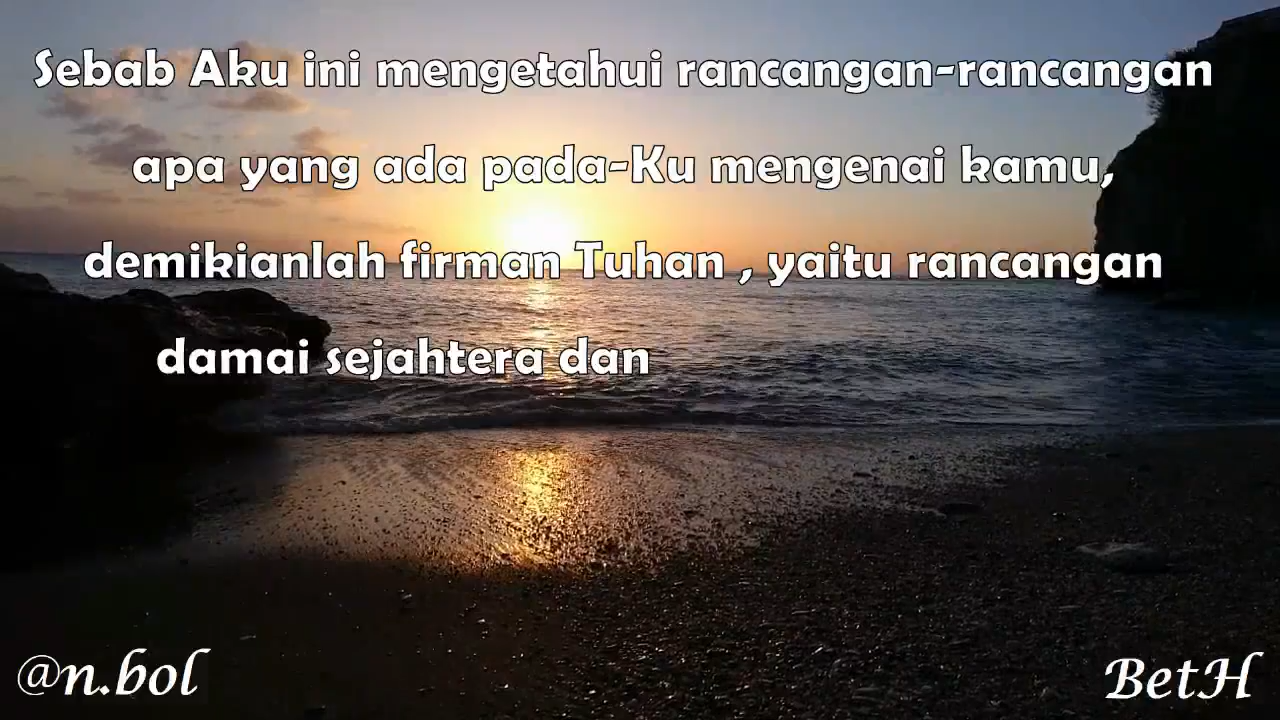 Sebab Aku ini mengetahui rancangan-rancangan
apa yang ada pada-Ku mengenai kamu,
demikianlah firman Tuhan , yaitu rancangan
damai sejahtera dan
@n.bol
BetH